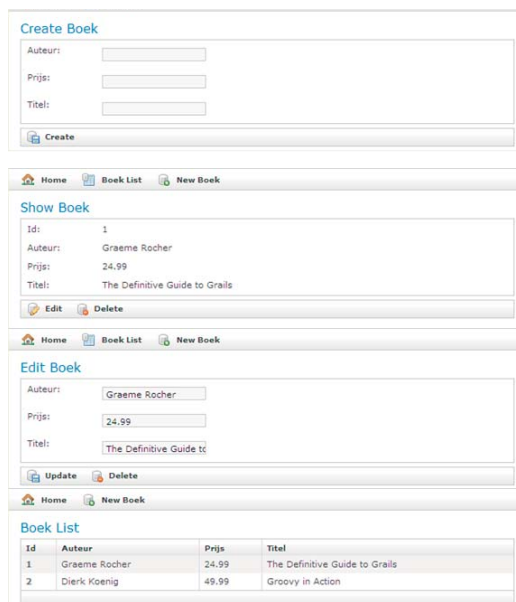 Create Boek
Auteur:
Prijs:
Titel:
Create
Home Boek List New Boek
Show Boek
Id: 1
Auteur: Graeme Rocher
Prijs: 24.99
Titel: The Definitive Guide to Grails
Edit Delete
Home Boek List New Boek
Edit Boek
Auteur: Graeme Rocher
Prijs: 24.99
Titel: The Definitive Guide to
Update Delete
Home New Boek
Boek List
Id Auteur Prijs Titel
1 Graeme Rocher 24.99 The Definitive Guide to Grails
2 Dierk Koenig 49.99 Groovy in Action